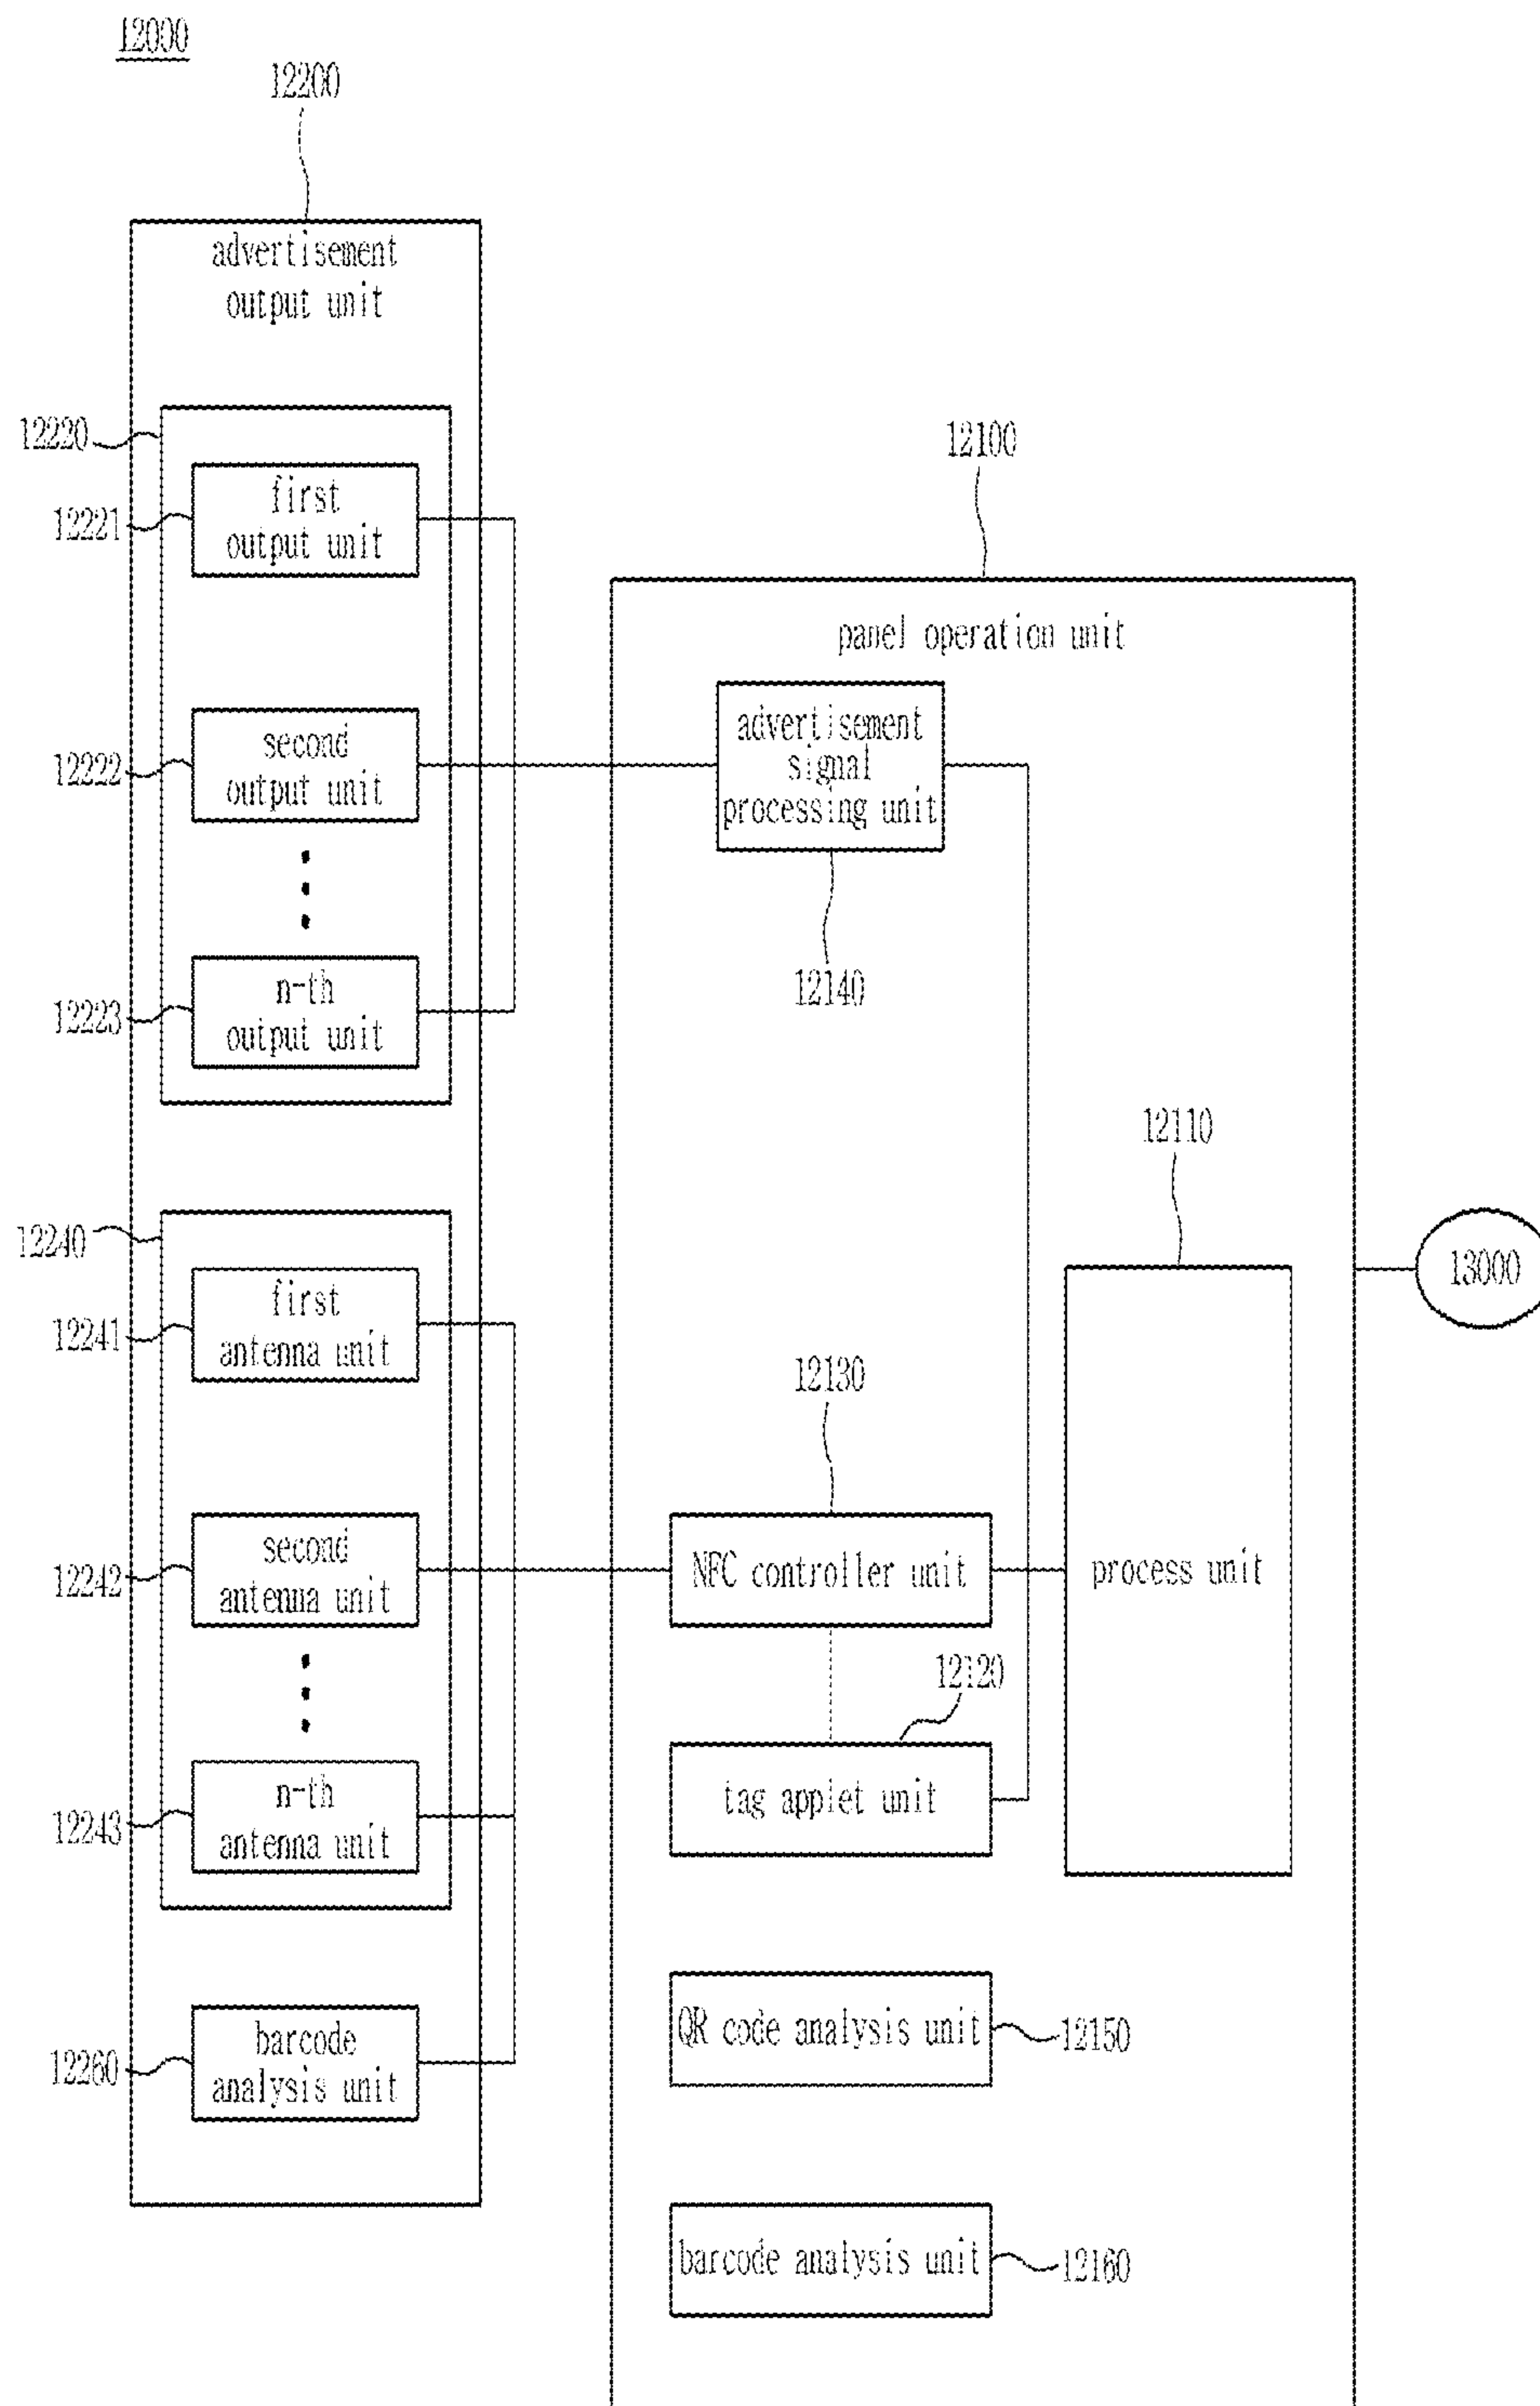 12000
12200
advertisement
output unit
12220
12221
first
output unit
12222
second
output unit
12223
n-th
output unit
12240
12241
first
antenna unit
12242
second
antenna unit
12243
n-th
antenna unit
12260
barcode
analysis unit
12100
panel operation unit
advertisement
signal
processing unit
12140
12110
process unit
13000
12130
NFC controller unit
12120
tag applet unit
QR code analysis unit
12150
barcode analysis unit
12160